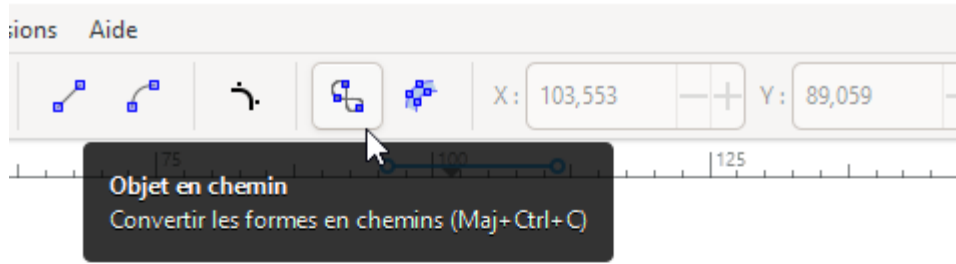 sions Aide
X : 103,553 Y : 89,059
75 100 125
Objet en chemin
Convertir les formes en chemins (Maj+Ctrl+C)